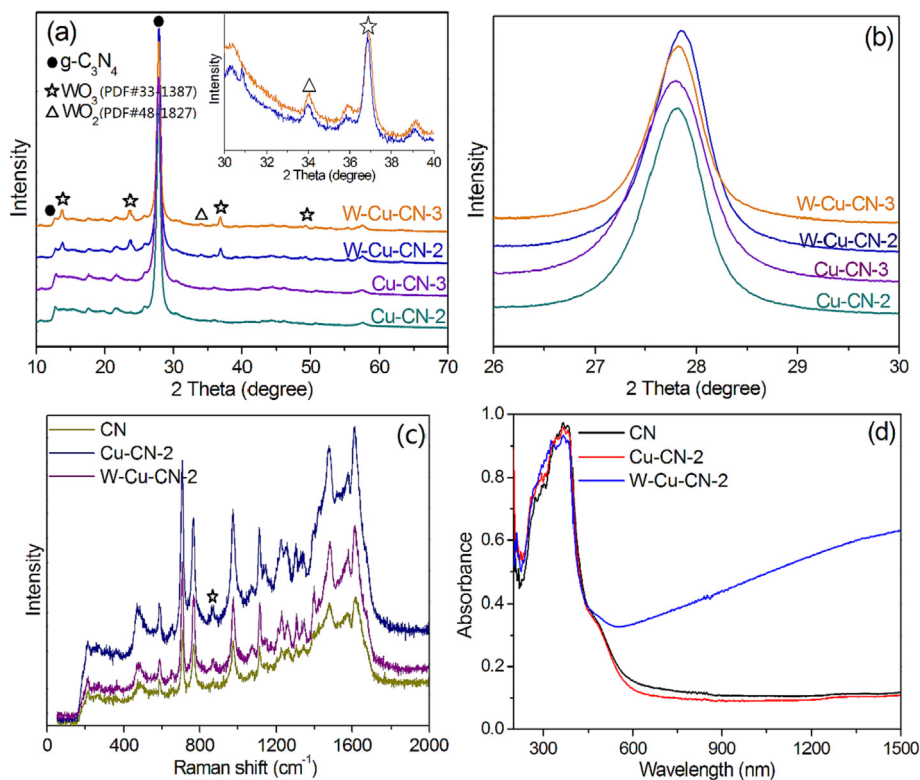 (a)
g-C3N4
WO3(PDF#33-1387)
WO2(PDF#48-1827)
Intensity
30 32 34 36 38 40
2 Theta (degree)
W-Cu-CN-3
W-Cu-CN-2
Cu-CN-3
Cu-CN-2
Intensity
10 20 30 40 50 60 70
2 Theta (degree)
(b)
W-Cu-CN-3
W-Cu-CN-2
Cu-CN-3
Cu-CN-2
Intensity
26 27 28 29 30
2 Theta (degree)
(c)
CN
Cu-CN-2
W-Cu-CN-2
Intensity
0 400 800 1200 1600 2000
Raman shift (cm-1)
(d)
CN
Cu-CN-2
W-Cu-CN-2
1.0
0.8
0.6
0.4
0.2
0.0
Absorbance
300 600 900 1200 1500
Wavelength (nm)